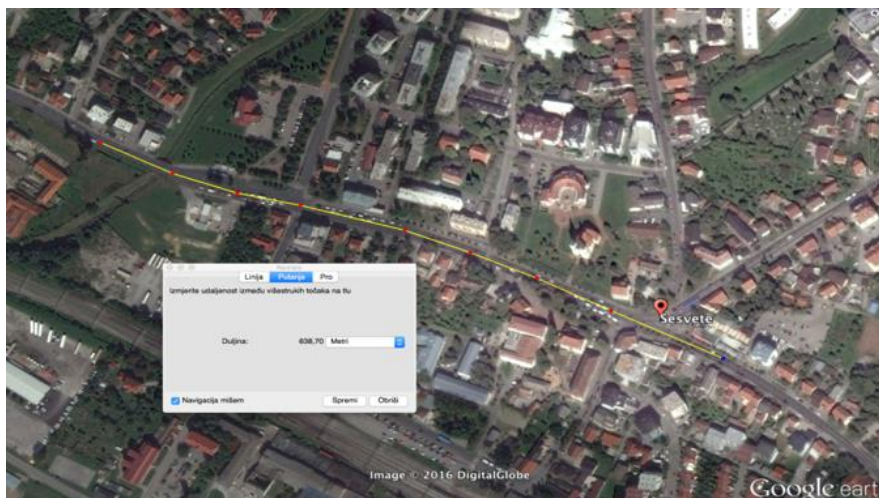 Linija Putanja Pro
Izmjerite udaljenost između višestrukih točaka na tlu
Duljina: 638,70 Metri
Navigacija mišem Spremi Obriši
Sesvete
Image © 2016 DigitalGlobe
Google eart